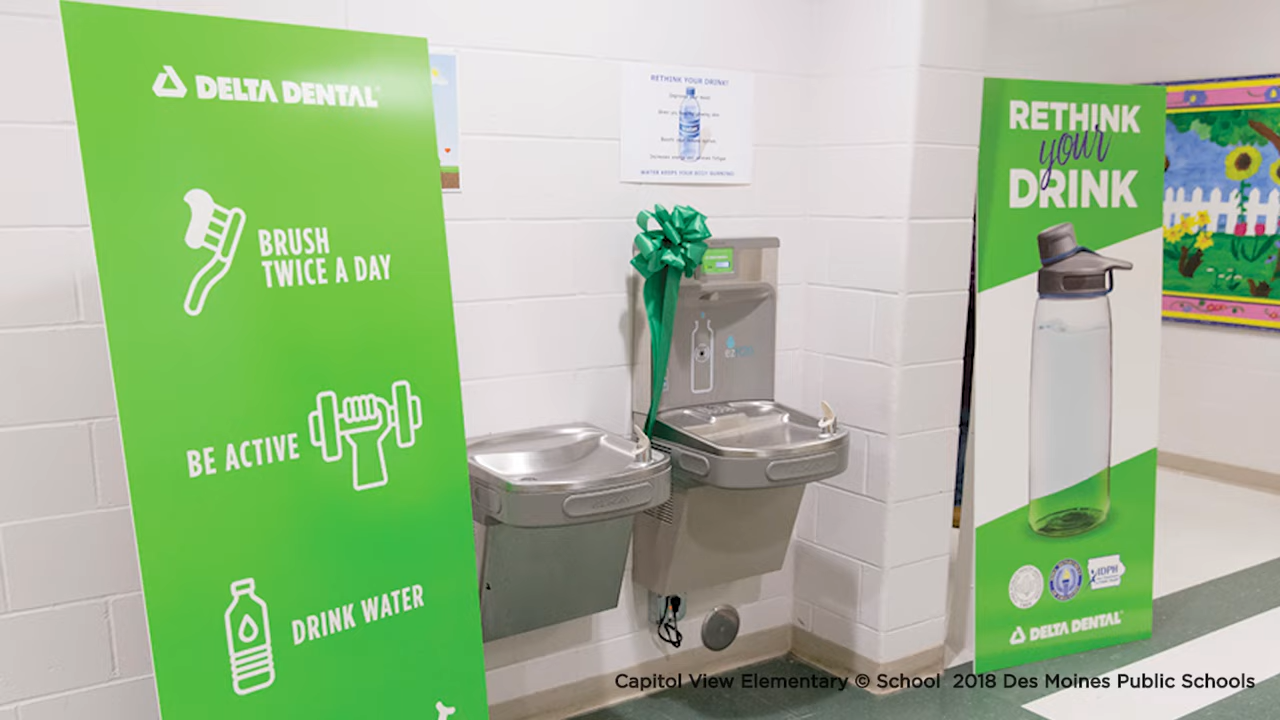 DELTA DENTAL
BRUSH
TWICE A DAY
BE ACTIVE
DRINK WATER
RETHINK YOUR DRINK!
WATER KEEPS YOUR BODY
RETHINK
your
DRINK
IDPH
DELTA DENTAL
Capitol View Elementary © School 2018 Des Moines Public Schools